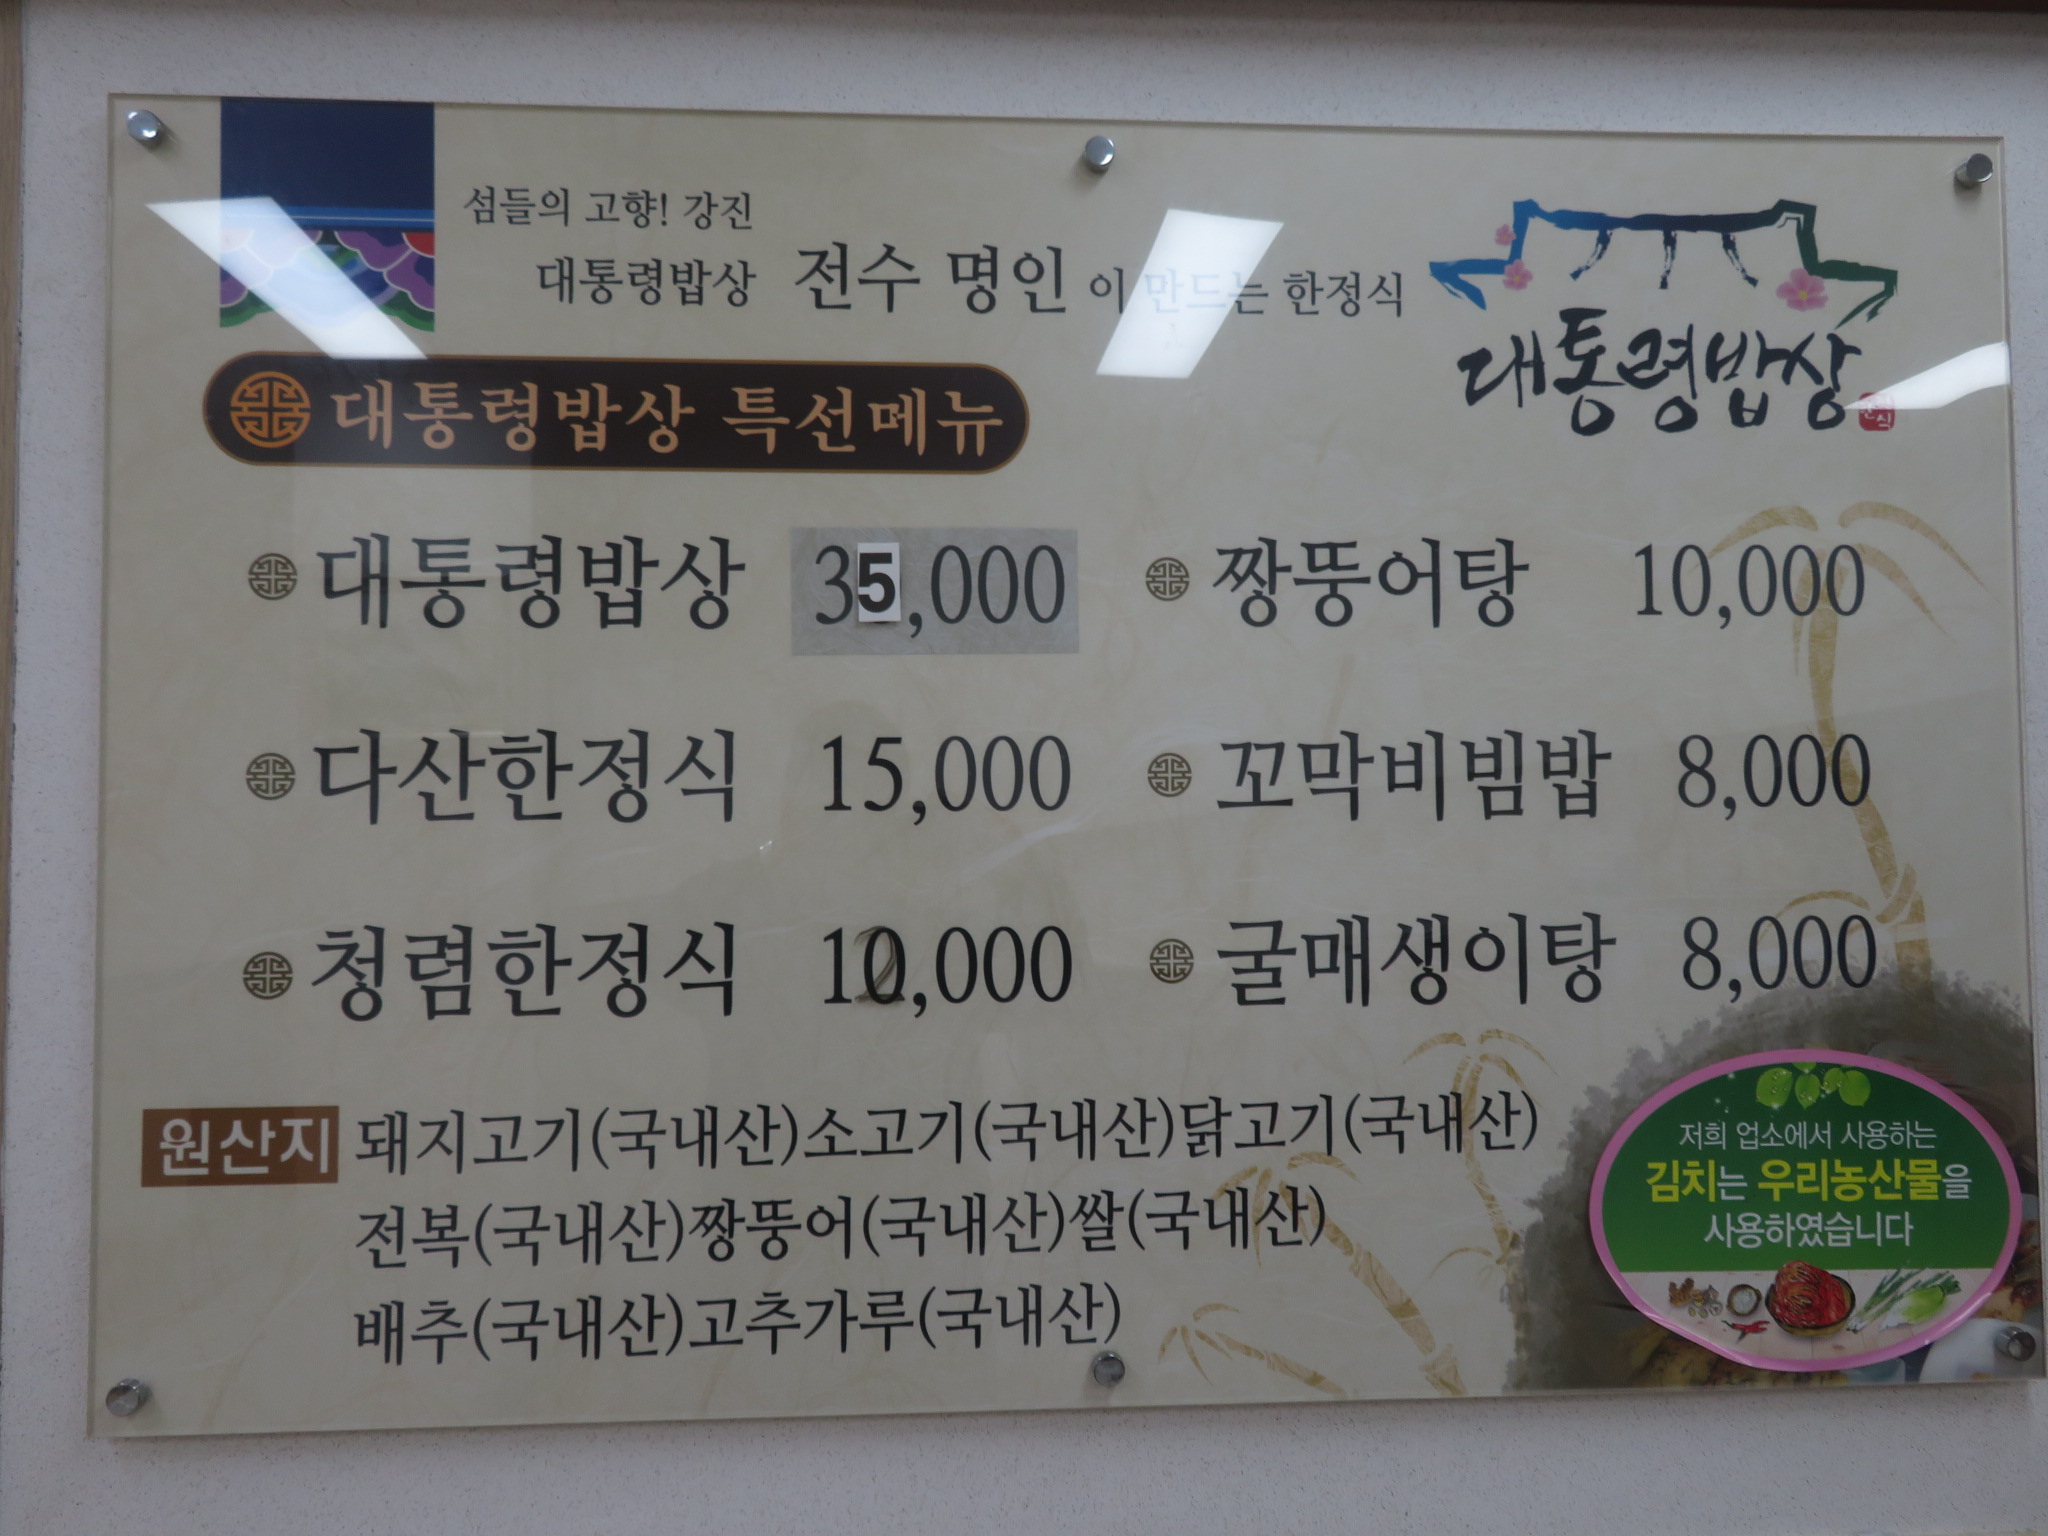 섬들의 고향! 강진
대통령밥상 전수 명인 이 만드는 한정식
대통령밥상
대통령밥상 특선메뉴
대통령밥상 35,000
짱뚱어탕 10,000
다산한정식 15,000
꼬막비빔밥 8,000
청렴한정식 12,000
굴매생이탕 8,000
원산지 돼지고기(국내산)소고기(국내산)닭고기(국내산)
전복(국내산)짱뚱어(국내산)쌀(국내산)
배추(국내산)고추가루(국내산)
저희 업소에서 사용하는
김치는 우리농산물을
사용하였습니다